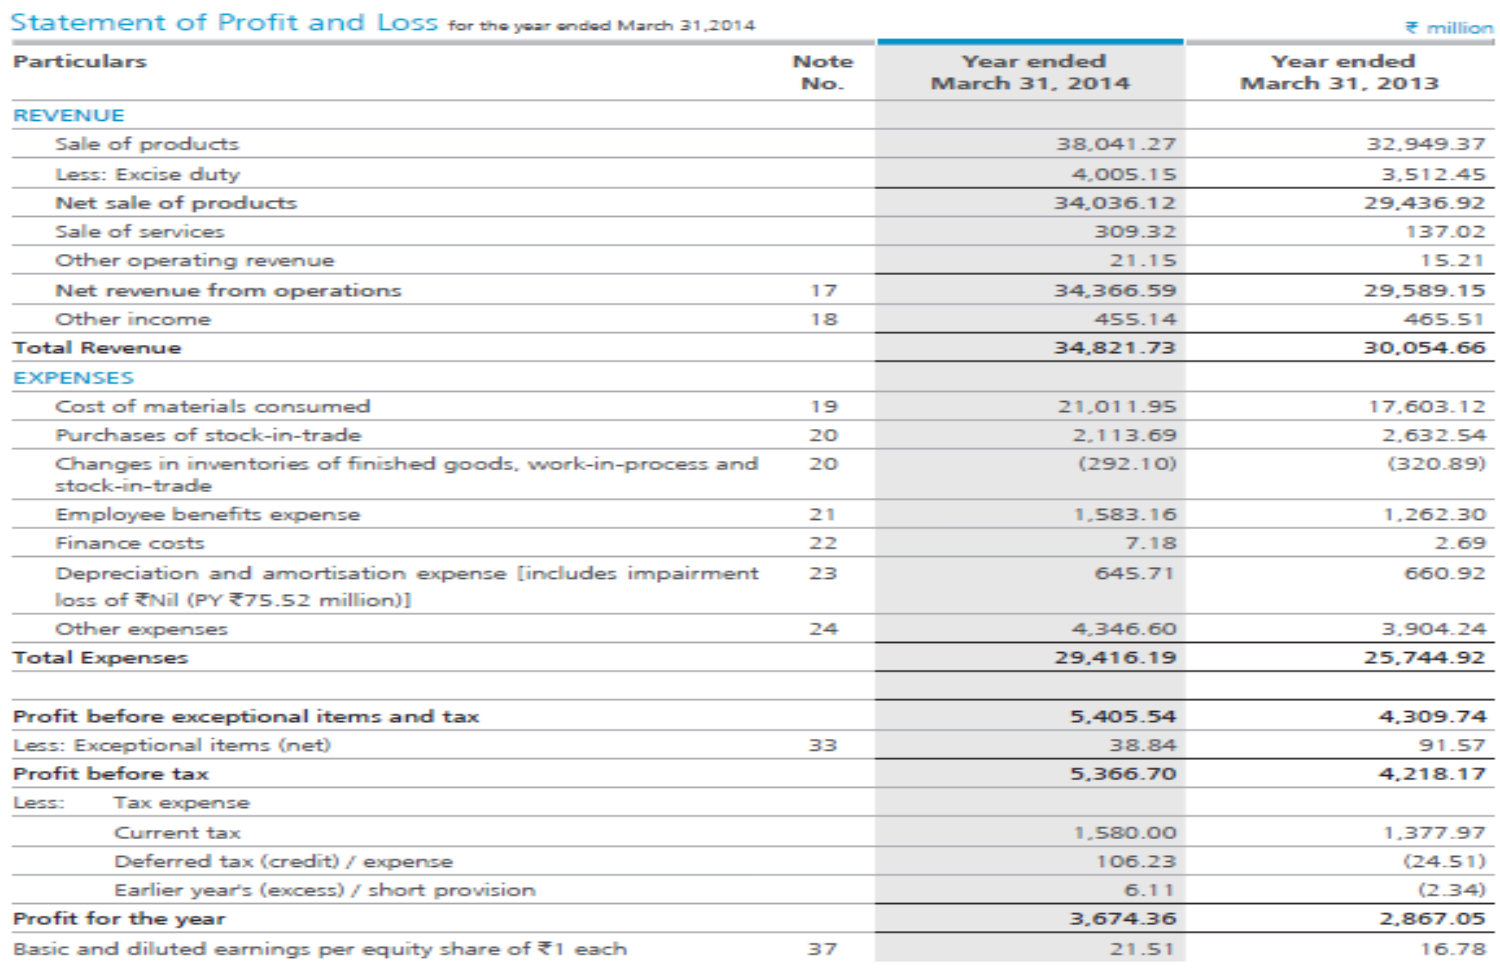 Statement of Profit and Loss for the year ended March 31,2014 ₹ million
Particulars Note No. Year ended March 31, 2014 Year ended March 31, 2013
REVENUE
Sale of products 38,041.27 32,949.37
Less: Excise duty 4,005.15 3,512.45
Net sale of products 34,036.12 29,436.92
Sale of services 309.32 137.02
Other operating revenue 21.15 15.21
Net revenue from operations 17 34,366.59 29,589.15
Other income 18 455.14 465.51
Total Revenue 34,821.73 30,054.66
EXPENSES
Cost of materials consumed 19 21,011.95 17,603.12
Purchases of stock-in-trade 20 2,113.69 2,632.54
Changes in inventories of finished goods, work-in-process and 20 (292.10) (320.89)
stock-in-trade
Employee benefits expense 21 1,583.16 1,262.30
Finance costs 22 7.18 2.69
Depreciation and amortisation expense [includes impairment 23 645.71 660.92
loss of ₹Nil (PY ₹75.52 million)]
Other expenses 24 4,346.60 3,904.24
Total Expenses 29,416.19 25,744.92
Profit before exceptional items and tax 5,405.54 4,309.74
Less: Exceptional items (net) 33 38.84 91.57
Profit before tax 5,366.70 4,218.17
Less: Tax expense
Current tax 1,580.00 1,377.97
Deferred tax (credit) / expense 106.23 (24.51)
Earlier year's (excess) / short provision 6.11 (2.34)
Profit for the year 3,674.36 2,867.05
Basic and diluted earnings per equity share of ₹1 each 37 21.51 16.78